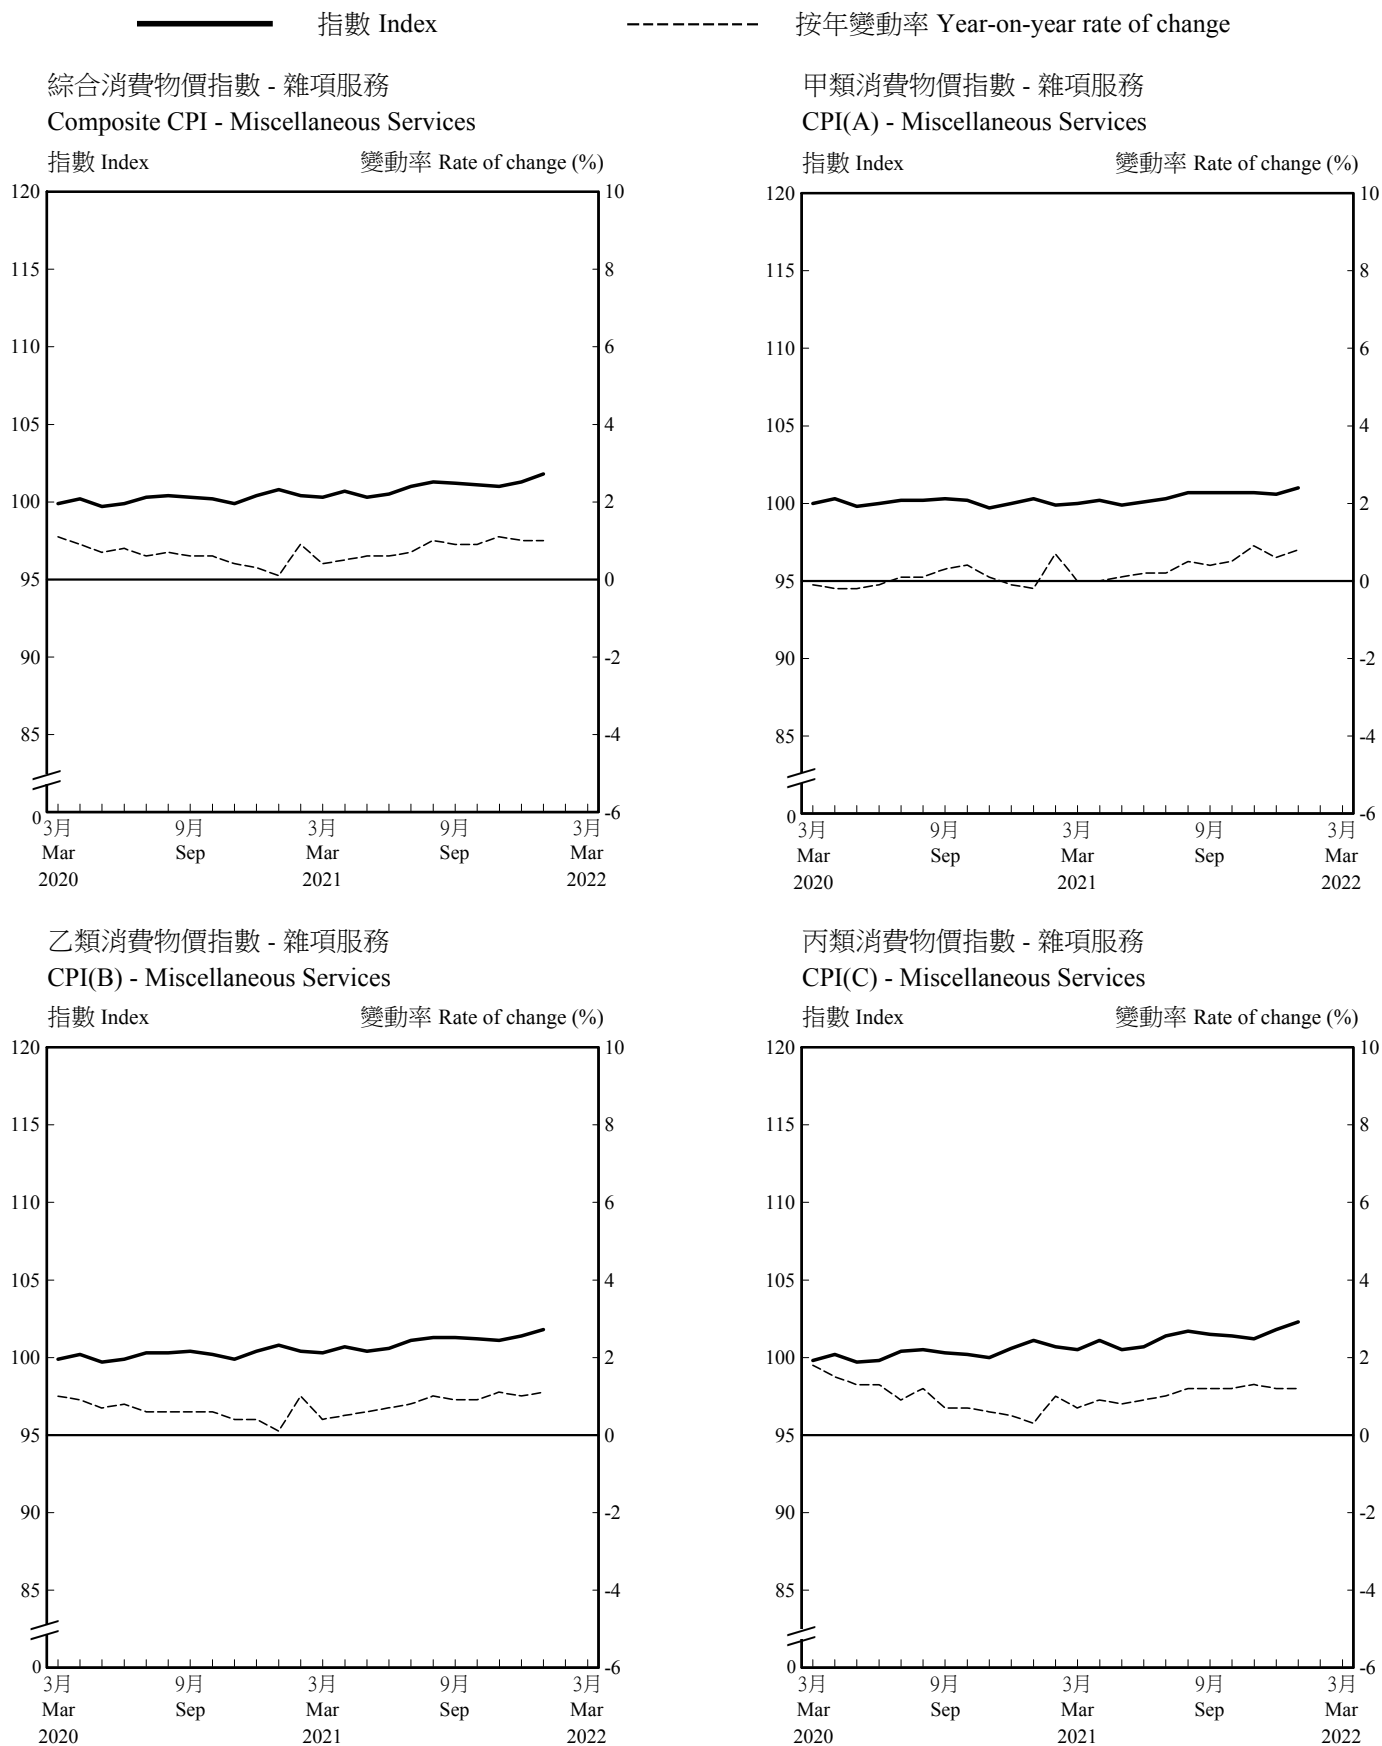 指數 Index
按年變動率 Year-on-year rate of change
綜合消費物價指數 - 雜項服務
Composite CPI - Miscellaneous Services
指數 Index
變動率 Rate of change (%)
120
115
110
105
100
95
90
85
0
10
8
6
4
2
0
-2
-4
-6
3月
Mar
2020
9月
Sep
3月
Mar
2021
9月
Sep
3月
Mar
2022
甲類消費物價指數 - 雜項服務
CPI(A) - Miscellaneous Services
指數 Index
變動率 Rate of change (%)
120
115
110
105
100
95
90
85
0
10
8
6
4
2
0
-2
-4
-6
3月
Mar
2020
9月
Sep
3月
Mar
2021
9月
Sep
3月
Mar
2022
乙類消費物價指數 - 雜項服務
CPI(B) - Miscellaneous Services
指數 Index
變動率 Rate of change (%)
120
115
110
105
100
95
90
85
0
10
8
6
4
2
0
-2
-4
-6
3月
Mar
2020
9月
Sep
3月
Mar
2021
9月
Sep
3月
Mar
2022
丙類消費物價指數 - 雜項服務
CPI(C) - Miscellaneous Services
指數 Index
變動率 Rate of change (%)
120
115
110
105
100
95
90
85
0
10
8
6
4
2
0
-2
-4
-6
3月
Mar
2020
9月
Sep
3月
Mar
2021
9月
Sep
3月
Mar
2022